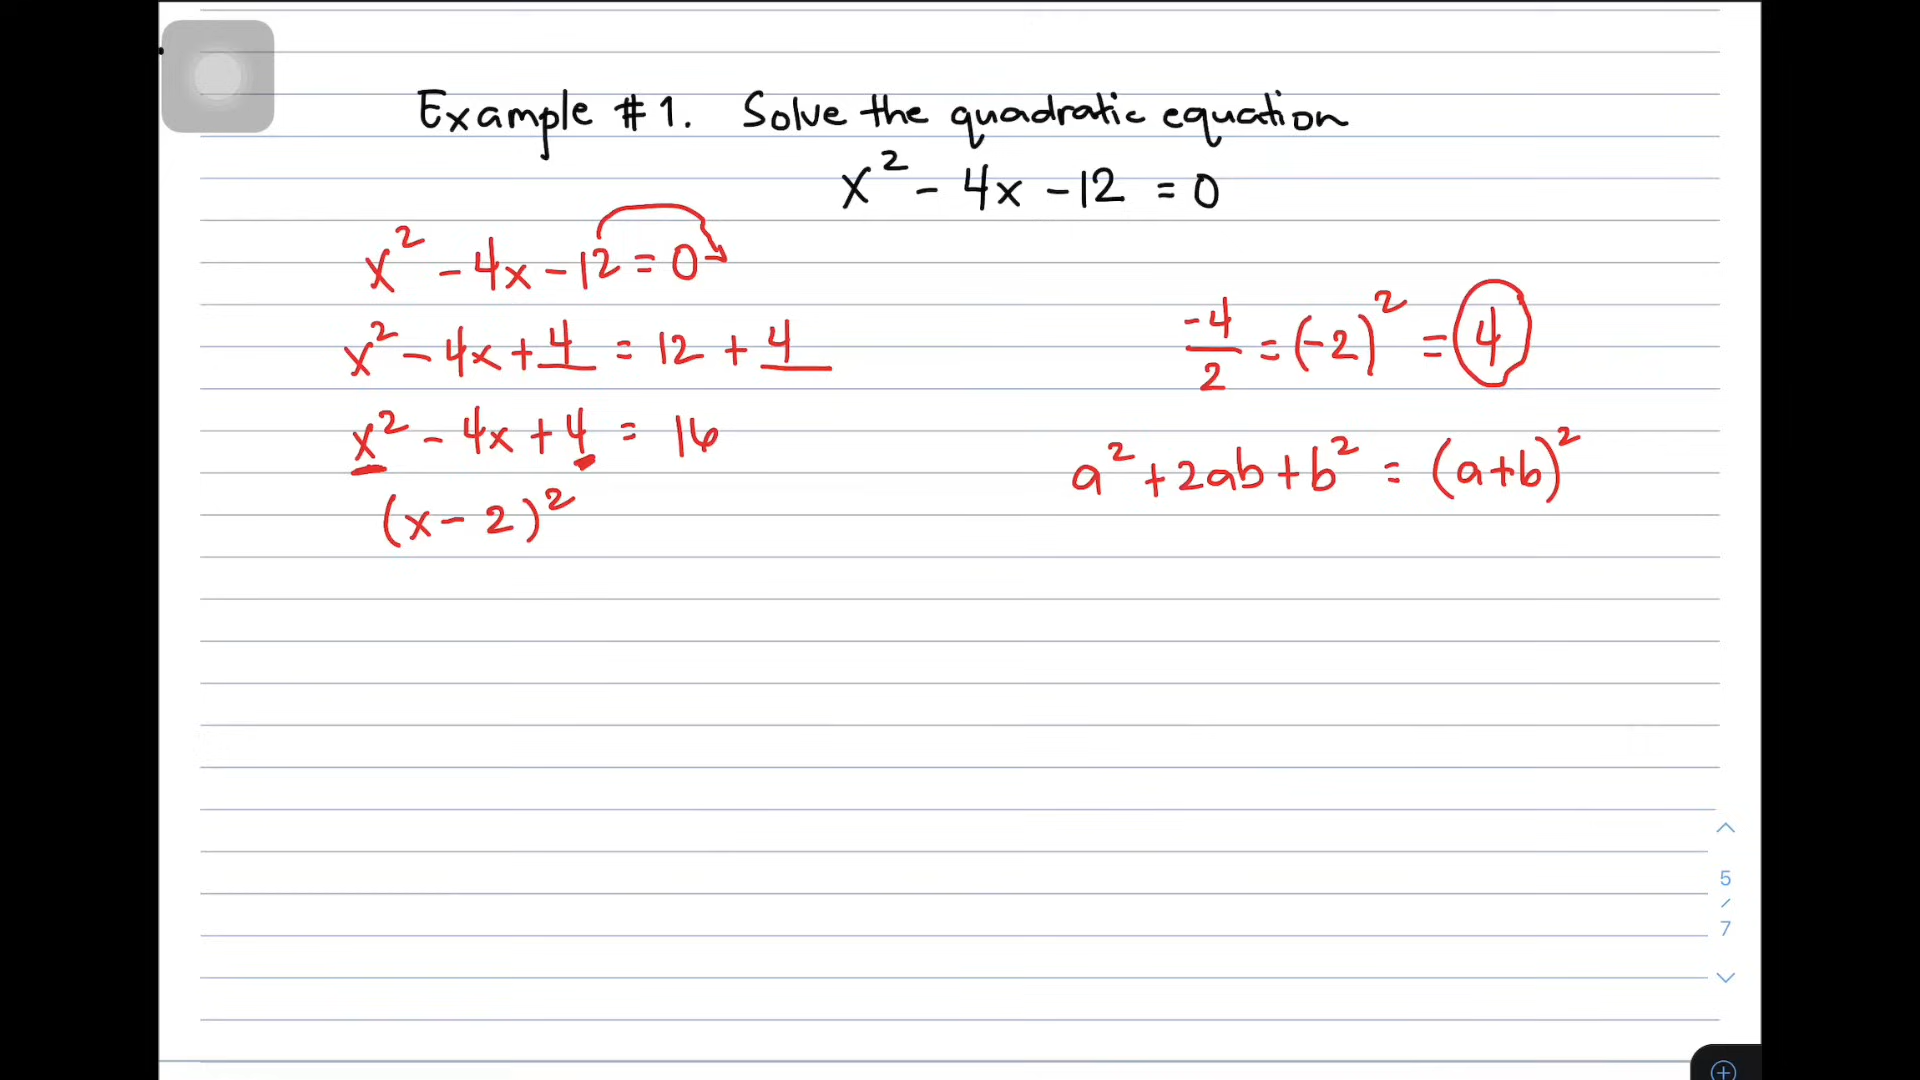 Example #1. Solve the quadratic equation
x² - 4x - 12 = 0
x² - 4x - 12 = 0
x² - 4x + 4 = 12 + 4
x² - 4x + 4 = 16
(x - 2)²
-4/2 = (-2)² = 4
a² + 2ab + b² = (a+b)²
5
/
7